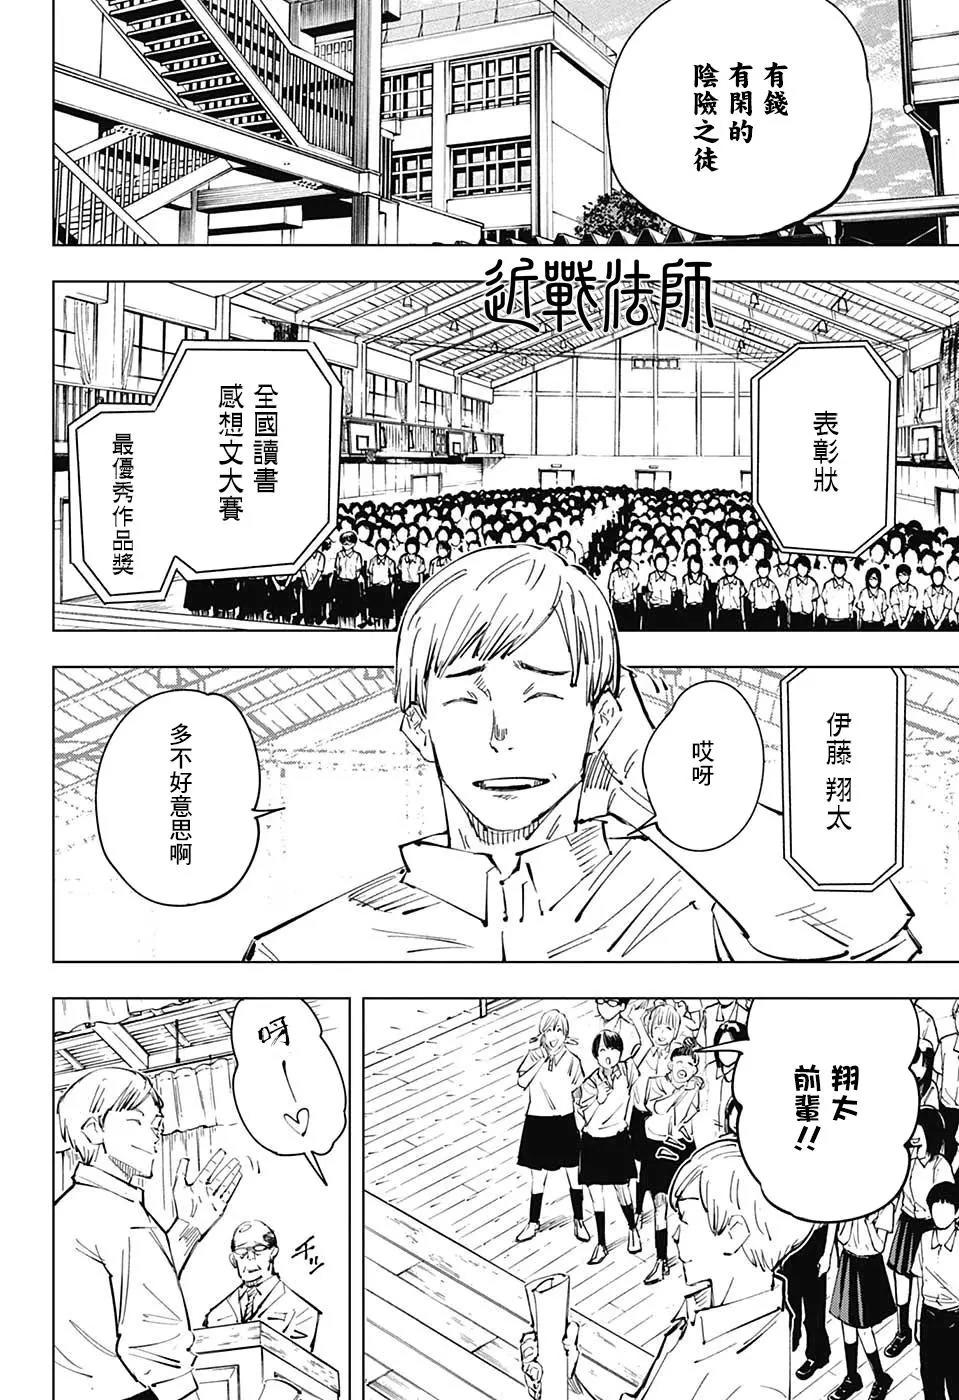 有錢
有閑的
陰險之徒
近戰法師
表彰狀
全國讀書
感想文大賽
最優秀作品獎
伊藤 翔太
哎呀
多不好意思啊
翔太
前輩!!
呀ー♡
チッ